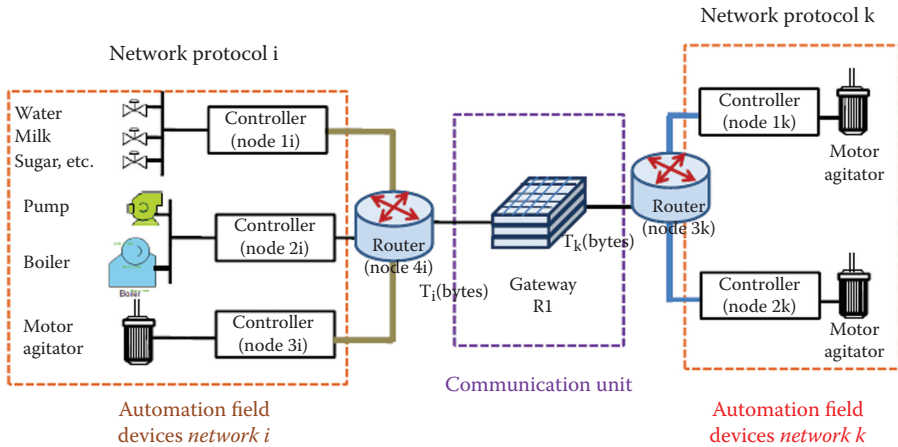 Network protocol i
Network protocol k
Water
Milk
Sugar, etc.
Controller
(node 1i)
Pump
Boiler
Boiler
Controller
(node 2i)
Motor
agitator
Controller
(node 3i)
Router
(node 4i)
Ti(bytes)
Gateway
R1
Tk(bytes)
Router
(node 3k)
Controller
(node 1k)
Motor
agitator
Controller
(node 2k)
Motor
agitator
Communication unit
Automation field
devices network i
Automation field
devices network k